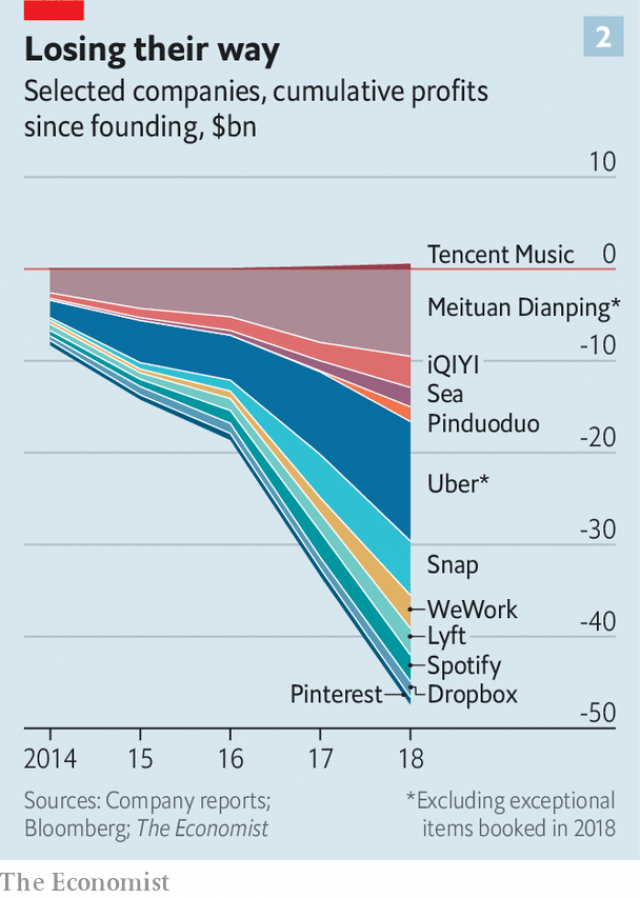 2
Losing their way
Selected companies, cumulative profits
since founding, $bn
10
Tencent Music
0
Meituan Dianping*
-10
iQIYI
Sea
Pinduoduo
-20
Uber*
-30
Snap
WeWork
-40
Lyft
Spotify
Pinterest
Dropbox
-50
2014 15 16 17 18
Sources: Company reports;
Bloomberg; The Economist
*Excluding exceptional
items booked in 2018
The Economist